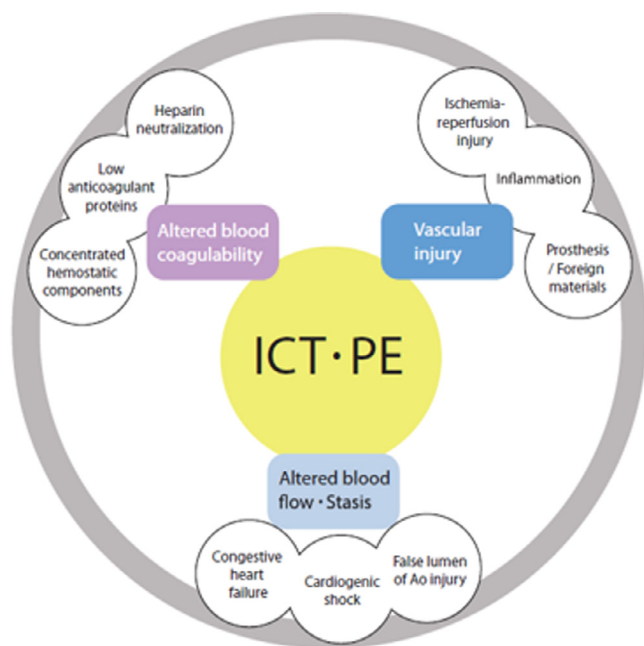 Heparin
neutralization
Low
anticoagulant
proteins
Concentrated
hemostatic
components
Altered blood
coagulability
Ischemia-
reperfusion
injury
Inflammation
Prosthesis
/ Foreign
materials
Vascular
injury
ICT・PE
Altered blood
flow・Stasis
Congestive
heart
failure
Cardiogenic
shock
False lumen
of Ao injury